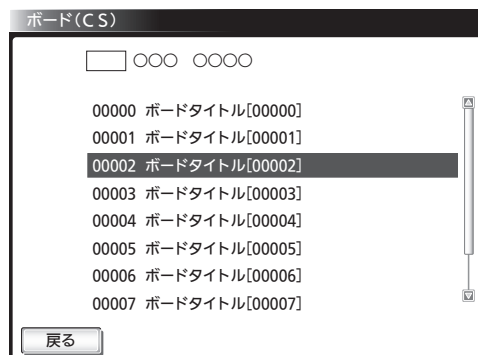 ボード(CS)
○○○ ○○○○
00000 ボードタイトル[00000]
00001 ボードタイトル[00001]
00002 ボードタイトル[00002]
00003 ボードタイトル[00003]
00004 ボードタイトル[00004]
00005 ボードタイトル[00005]
00006 ボードタイトル[00006]
00007 ボードタイトル[00007]
戻る